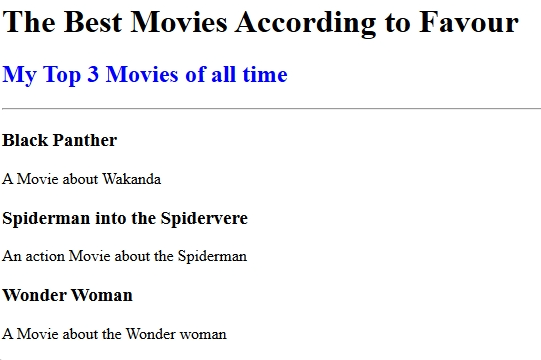 The Best Movies According to Favour
My Top 3 Movies of all time
Black Panther
A Movie about Wakanda
Spiderman into the Spidervere
An action Movie about the Spiderman
Wonder Woman
A Movie about the Wonder woman